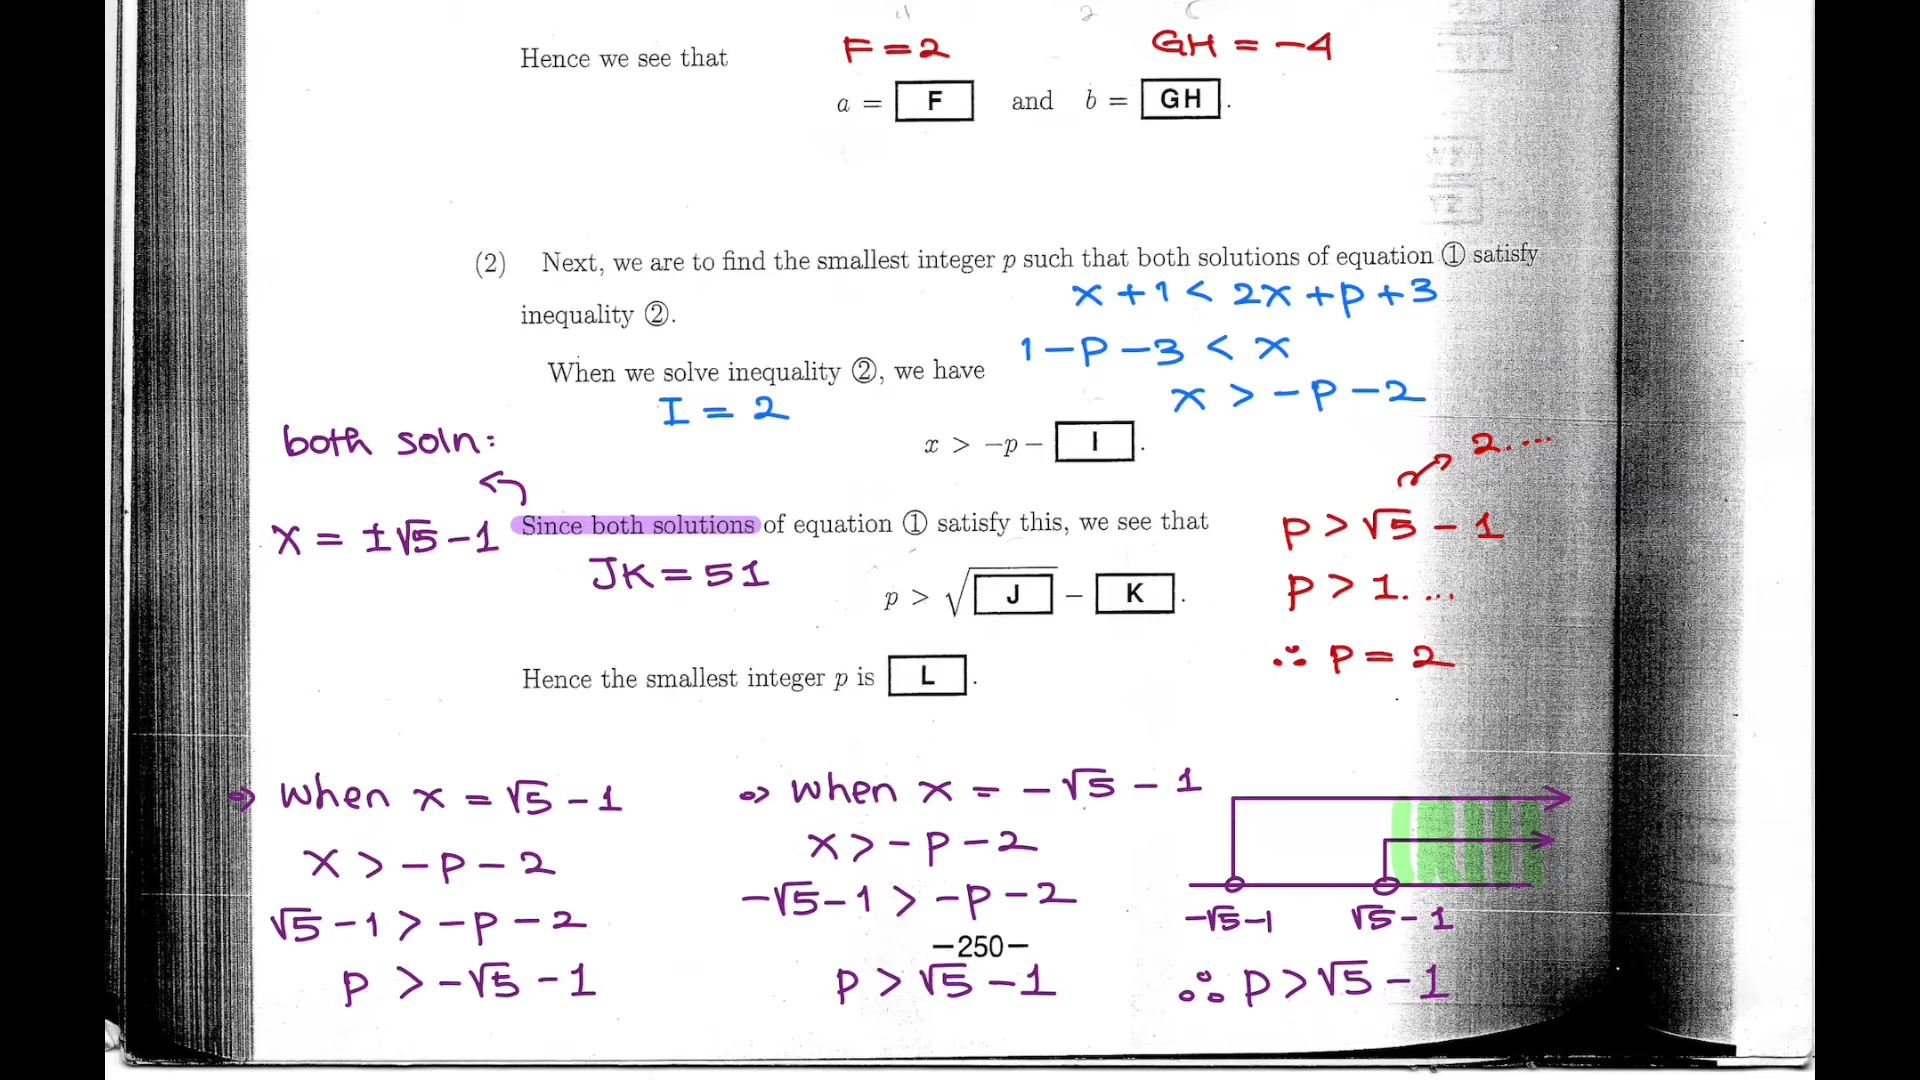 F = 2
GH = -4
Hence we see that
a = F and b = GH .
(2) Next, we are to find the smallest integer p such that both solutions of equation ① satisfy
x + 1 < 2x + p + 3
inequality ②.
1 - p - 3 < x
When we solve inequality ②, we have
x > -p - 2
I = 2
both soln:
x > -p - I .
2. ....
x = ±√5 - 1
Since both solutions of equation ① satisfy this, we see that
p > √5 - 1
JK = 51
p > √J - K .
p > 1. ...
∴ p = 2
Hence the smallest integer p is L .
⇒ when x = √5 - 1
x > -p - 2
√5 - 1 > -p - 2
p > -√5 - 1
⇒ when x = -√5 - 1
x > -p - 2
-√5 - 1 > -p - 2
-250-
p > √5 - 1
-√5 - 1
√5 - 1
∴ p > √5 - 1